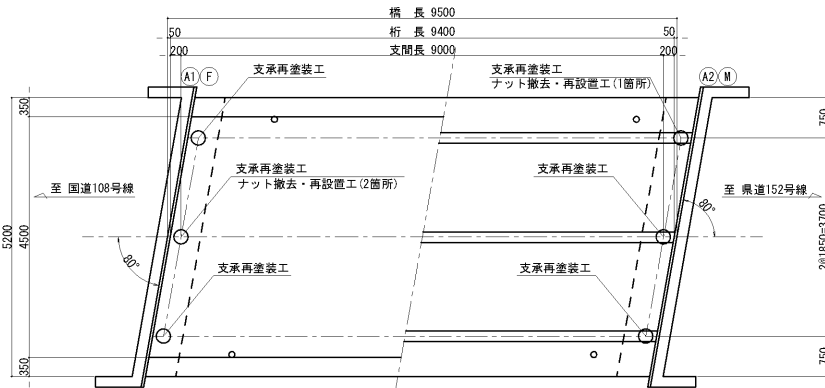 橋 長 9500
50 桁 長 9400 50
200 支間長 9000 200
A1 F 支承再塗装工 支承再塗装工 A2 M
ナット撤去・再設置工(1箇所)
350 750
支承再塗装工 支承再塗装工
ナット撤去・再設置工(2箇所)
至 国道108号線 至 県道152号線
80°
5200 4500 2@1850=3700
80°
支承再塗装工 支承再塗装工
350 750